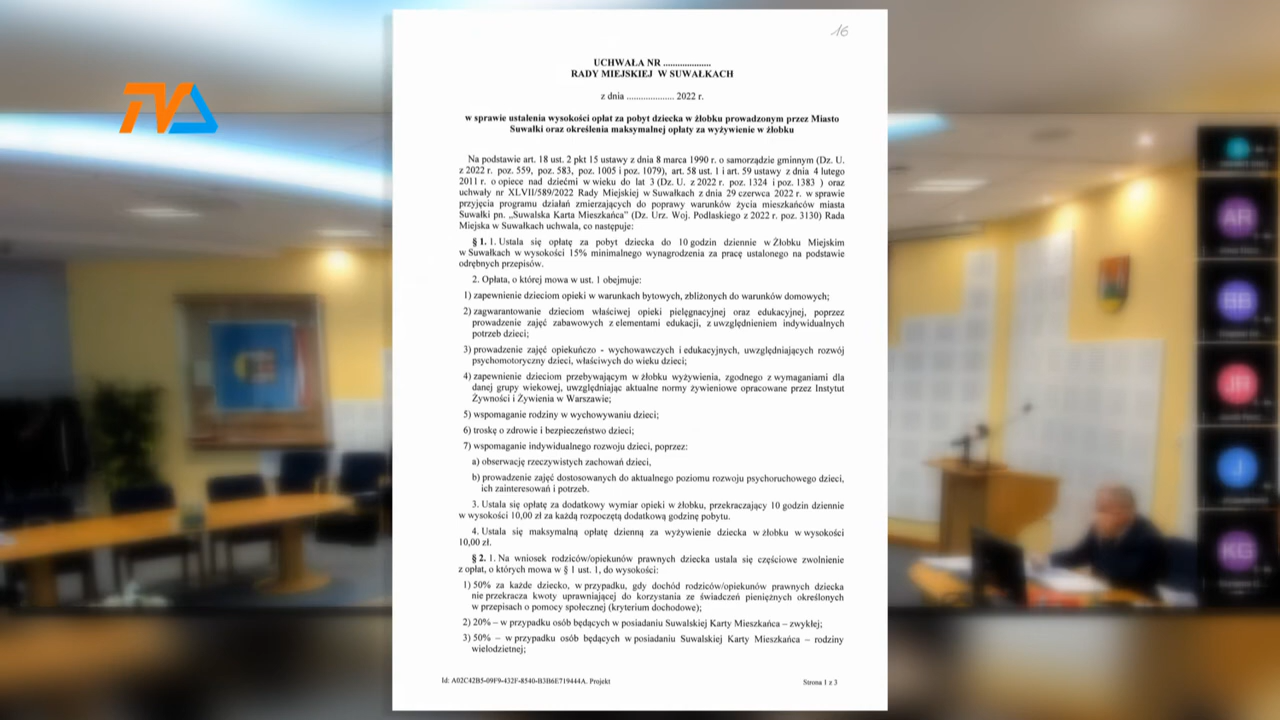 TVA
16
UCHWAŁA NR .....................
RADY MIEJSKIEJ W SUWAŁKACH
z dnia .................... 2022 r.
w sprawie ustalenia wysokości opłat za pobyt dziecka w żłobku prowadzonym przez Miasto
Suwałki oraz określenia maksymalnej opłaty za wyżywienie w żłobku
Na podstawie art. 18 ust. 2 pkt 15 ustawy z dnia 8 marca 1990 r. o samorządzie gminnym (Dz. U.
z 2022 r. poz. 559, poz. 583, poz. 1005 i poz. 1079), art. 58 ust. 1 i art. 59 ustawy z dnia 4 lutego
2011 r. o opiece nad dziećmi w wieku do lat 3 (Dz. U. z 2022 r. poz. 1324 i poz. 1383 ) oraz
uchwały nr XLVII/589/2022 Rady Miejskiej w Suwałkach z dnia 29 czerwca 2022 r. w sprawie
przyjęcia programu działań zmierzających do poprawy warunków życia mieszkańców miasta
Suwałki pn. „Suwalska Karta Mieszkańca” (Dz. Urz. Woj. Podlaskiego z 2022 r. poz. 3130) Rada
Miejska w Suwałkach uchwala, co następuje:
§ 1. 1. Ustala się opłatę za pobyt dziecka do 10 godzin dziennie w Żłobku Miejskim
w Suwałkach w wysokości 15% minimalnego wynagrodzenia za pracę ustalonego na podstawie
odrębnych przepisów.
2. Opłata, o której mowa w ust. 1 obejmuje:
1) zapewnienie dzieciom opieki w warunkach bytowych, zbliżonych do warunków domowych;
2) zagwarantowanie dzieciom właściwej opieki pielęgnacyjnej oraz edukacyjnej, poprzez
prowadzenie zajęć zabawowych z elementami edukacji, z uwzględnieniem indywidualnych
potrzeb dzieci;
3) prowadzenie zajęć opiekuńczo - wychowawczych i edukacyjnych, uwzględniających rozwój
psychomotoryczny dzieci, właściwych do wieku dzieci;
4) zapewnienie dzieciom przebywającym w żłobku wyżywienia, zgodnego z wymaganiami dla
danej grupy wiekowej, uwzględniając aktualne normy żywieniowe opracowane przez Instytut
Żywności i Żywienia w Warszawie;
5) wspomaganie rodziny w wychowywaniu dzieci;
6) troskę o zdrowie i bezpieczeństwo dzieci;
7) wspomaganie indywidualnego rozwoju dzieci, poprzez:
a) obserwację rzeczywistych zachowań dzieci,
b) prowadzenie zajęć dostosowanych do aktualnego poziomu rozwoju psychoruchowego dzieci,
ich zainteresowań i potrzeb.
3. Ustala się opłatę za dodatkowy wymiar opieki w żłobku, przekraczający 10 godzin dziennie
w wysokości 10,00 zł za każdą rozpoczętą dodatkową godzinę pobytu.
4. Ustala się maksymalną opłatę dzienną za wyżywienie dziecka w żłobku w wysokości
10,00 zł.
§ 2. 1. Na wniosek rodziców/opiekunów prawnych dziecka ustala się częściowe zwolnienie
z opłat, o których mowa w § 1 ust. 1, do wysokości:
1) 50% za każde dziecko, w przypadku, gdy dochód rodziców/opiekunów prawnych dziecka
nie przekracza kwoty uprawniającej do korzystania ze świadczeń pieniężnych określonych
w przepisach o pomocy społecznej (kryterium dochodowe);
2) 20% – w przypadku osób będących w posiadaniu Suwalskiej Karty Mieszkańca – zwykłej;
3) 50% – w przypadku osób będących w posiadaniu Suwalskiej Karty Mieszkańca – rodziny
wielodzietnej;
Id: A02C42B5-09F9-432F-8540-B3B6E719444A. Projekt
Strona 1 z 3
AR
JR
J
KG